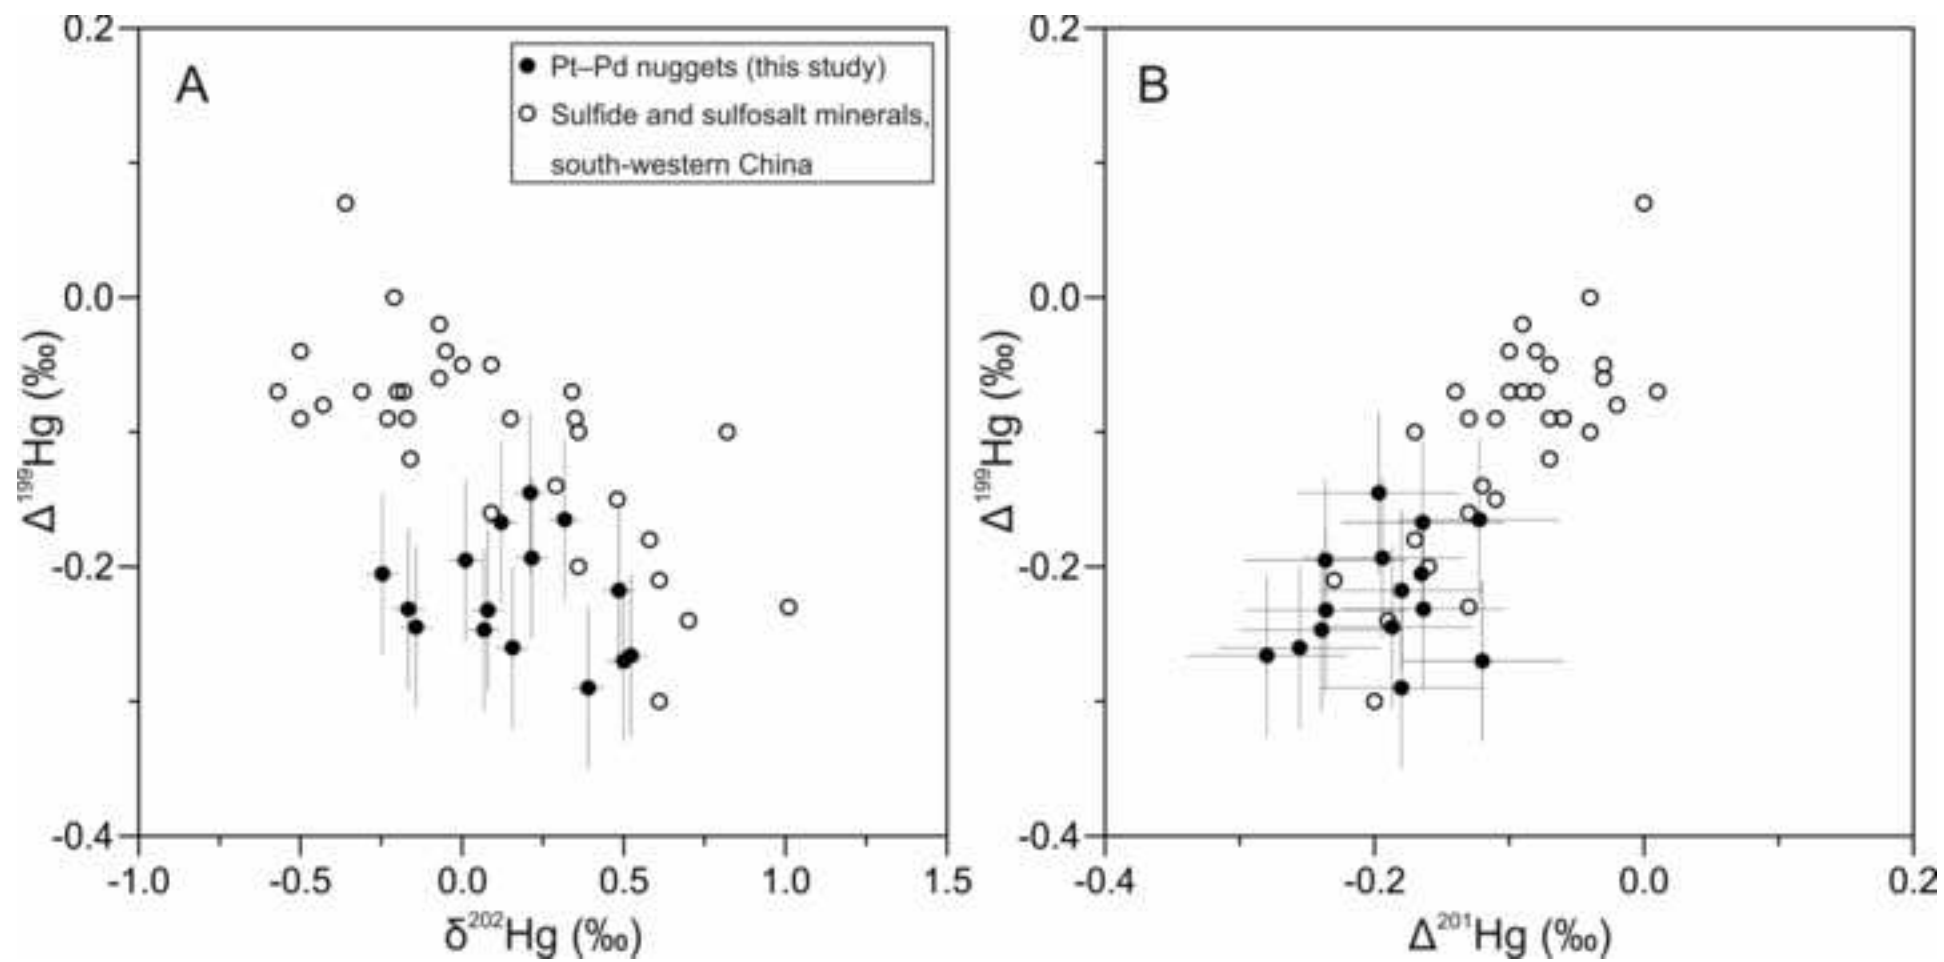 A
Pt–Pd nuggets (this study)
Sulfide and sulfosalt minerals,
south-western China
0.2
0.0
-0.2
-0.4
Δ¹⁹⁹Hg (‰)
-1.0 -0.5 0.0 0.5 1.0 1.5
δ²⁰²Hg (‰)
B
0.2
0.0
-0.2
-0.4
Δ¹⁹⁹Hg (‰)
-0.4 -0.2 0.0 0.2
Δ²⁰¹Hg (‰)